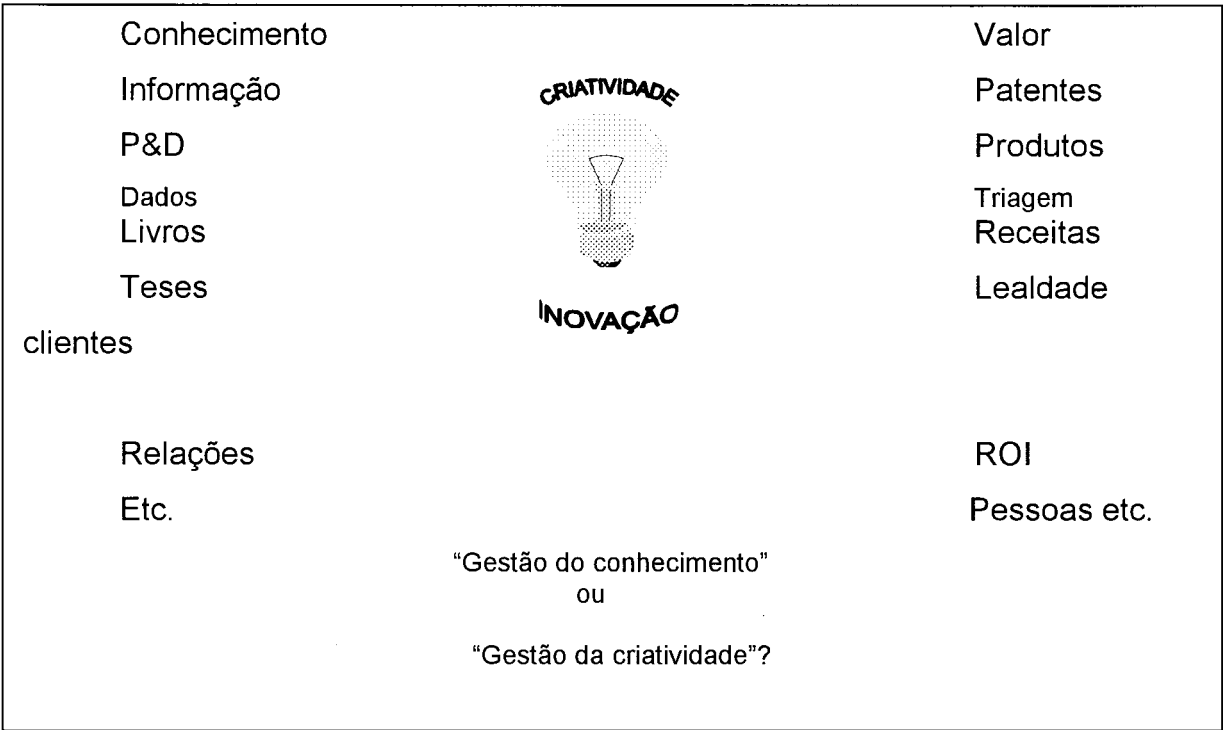 Conhecimento Valor
Informação CRIATIVIDADE Patentes
P&D Produtos
Dados Triagem
Livros Receitas
Teses Lealdade
INOVAÇÃO
clientes
Relações ROI
Etc. Pessoas etc.
“Gestão do conhecimento”
ou
“Gestão da criatividade”?